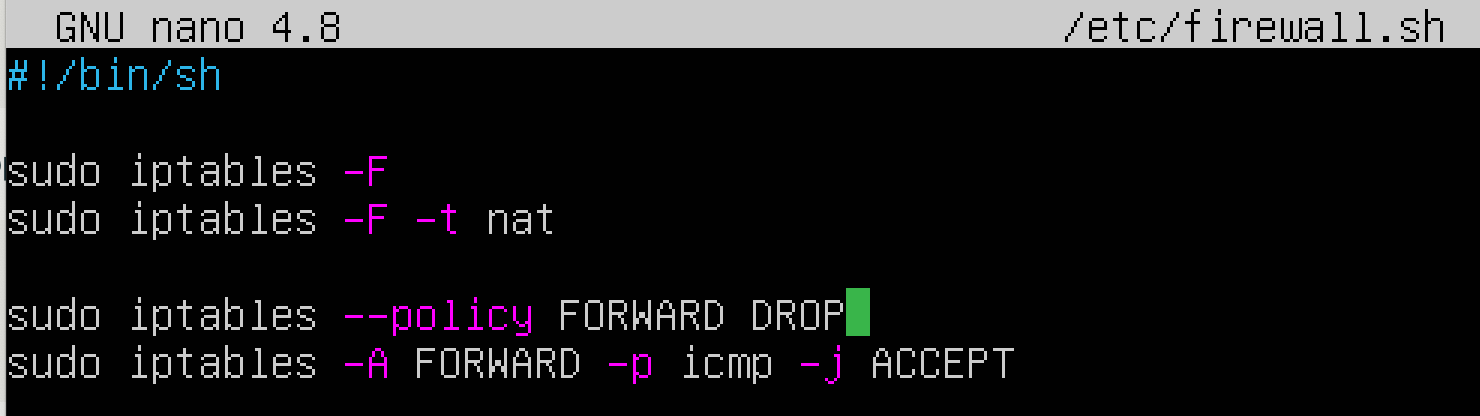 GNU nano 4.8 /etc/firewall.sh
#!/bin/sh
sudo iptables -F
sudo iptables -F -t nat
sudo iptables --policy FORWARD DROP
sudo iptables -A FORWARD -p icmp -j ACCEPT